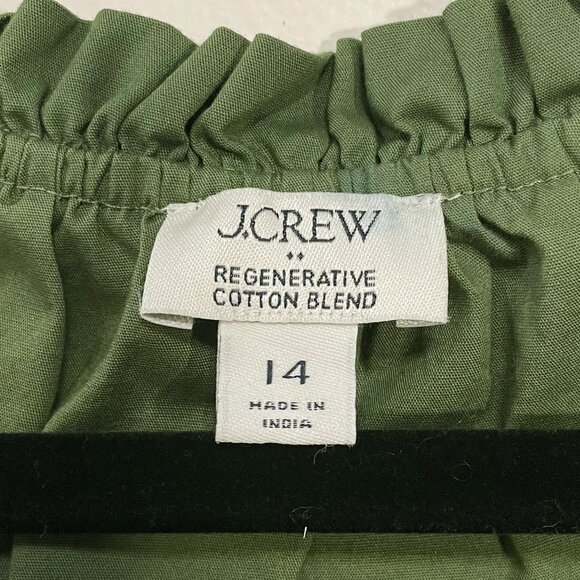 J.CREW
REGENERATIVE
COTTON BLEND
14
MADE IN
INDIA